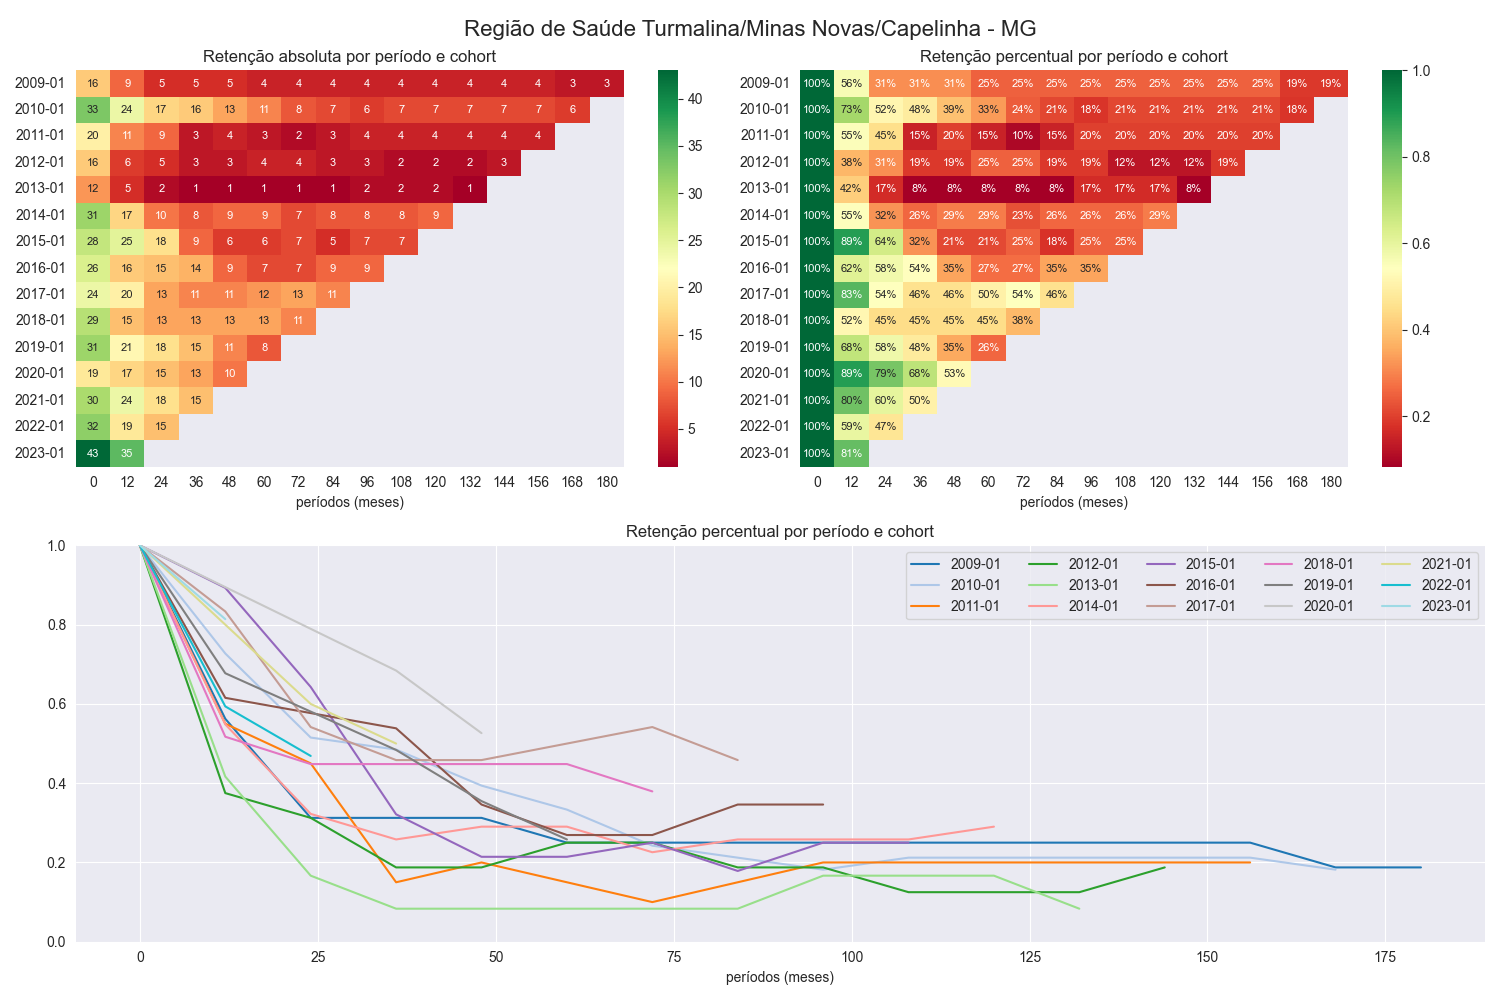 Região de Saúde Turmalina/Minas Novas/Capelinha - MG
Retenção absoluta por período e cohort
2009-01 16 9 5 5 5 4 4 4 4 4 4 4 4 4 3 3
2010-01 33 24 17 16 13 11 8 7 6 7 7 7 7 7 6
2011-01 20 11 9 3 4 3 2 3 4 4 4 4 4 4
2012-01 16 6 5 3 3 4 4 3 3 2 2 2 3
2013-01 12 5 2 1 1 1 1 1 2 2 2 1
2014-01 31 17 10 8 9 9 7 8 8 8 9
2015-01 28 25 18 9 6 6 7 5 7 7
2016-01 26 16 15 14 9 7 7 9 9
2017-01 24 20 13 11 11 12 13 11
2018-01 29 15 13 13 13 13 11
2019-01 31 21 18 15 11 8
2020-01 19 17 15 13 10
2021-01 30 24 18 15
2022-01 32 19 15
2023-01 43 35
0 12 24 36 48 60 72 84 96 108 120 132 144 156 168 180
períodos (meses)
40
35
30
25
20
15
10
5
Retenção percentual por período e cohort
2009-01 100% 56% 31% 31% 31% 25% 25% 25% 25% 25% 25% 25% 25% 25% 19% 19%
2010-01 100% 73% 52% 48% 39% 33% 24% 21% 18% 21% 21% 21% 21% 21% 18%
2011-01 100% 55% 45% 15% 20% 15% 10% 15% 20% 20% 20% 20% 20% 20%
2012-01 100% 38% 31% 19% 19% 25% 25% 19% 19% 12% 12% 12% 19%
2013-01 100% 42% 17% 8% 8% 8% 8% 8% 17% 17% 17% 8%
2014-01 100% 55% 32% 26% 29% 29% 23% 26% 26% 26% 29%
2015-01 100% 89% 64% 32% 21% 21% 25% 18% 25% 25%
2016-01 100% 62% 58% 54% 35% 27% 27% 35% 35%
2017-01 100% 83% 54% 46% 46% 50% 54% 46%
2018-01 100% 52% 45% 45% 45% 45% 38%
2019-01 100% 68% 58% 48% 35% 26%
2020-01 100% 89% 79% 68% 53%
2021-01 100% 80% 60% 50%
2022-01 100% 59% 47%
2023-01 100% 81%
0 12 24 36 48 60 72 84 96 108 120 132 144 156 168 180
períodos (meses)
1.0
0.8
0.6
0.4
0.2
Retenção percentual por período e cohort
1.0
0.8
0.6
0.4
0.2
0.0
2009-01 2012-01 2015-01 2018-01 2021-01
2010-01 2013-01 2016-01 2019-01 2022-01
2011-01 2014-01 2017-01 2020-01 2023-01
0 25 50 75 100 125 150 175
períodos (meses)